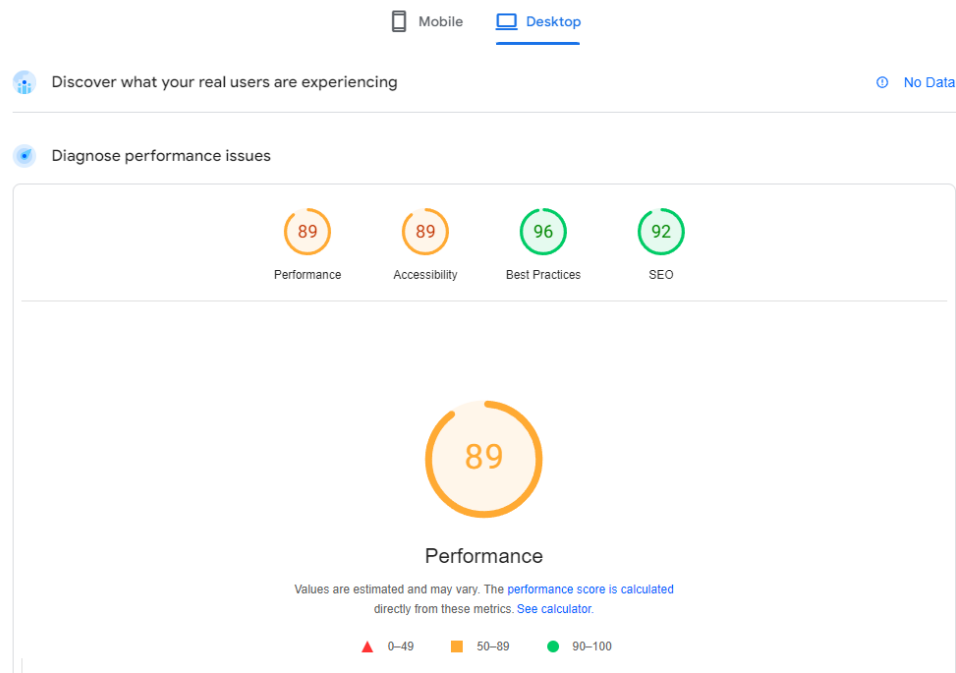 Mobile
Desktop
Discover what your real users are experiencing
No Data
Diagnose performance issues
89
89
96
92
Performance
Accessibility
Best Practices
SEO
89
Performance
Values are estimated and may vary. The performance score is calculated
directly from these metrics. See calculator.
0–49
50–89
90–100